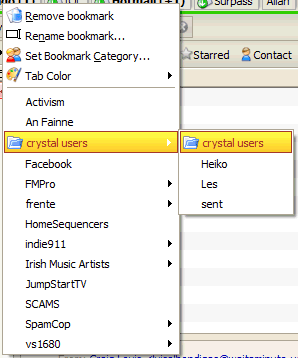 Surpass
Allan
Remove bookmark
Rename bookmark...
Set Bookmark Category...
Tab Color
Starred
Contact
Activism
An Fainne
crystal users
crystal users
Facebook
Heiko
FMPro
Les
frente
sent
HomeSequencers
indie911
Irish Music Artists
JumpStartTV
SCAMS
SpamCop
vs1680